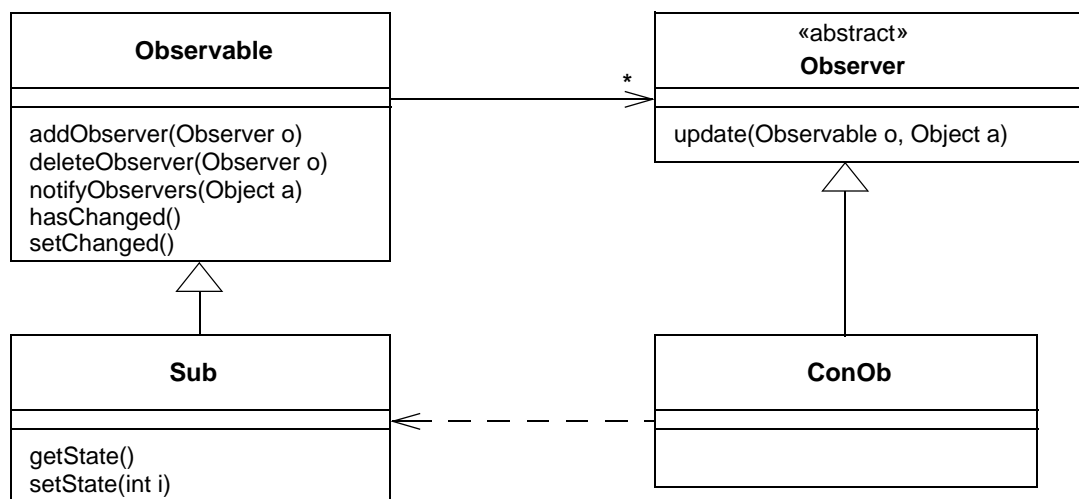 Observable
addObserver(Observer o)
deleteObserver(Observer o)
notifyObservers(Object a)
hasChanged()
setChanged()
*
«abstract»
Observer
update(Observable o, Object a)
Sub
getState()
setState(int i)
ConOb